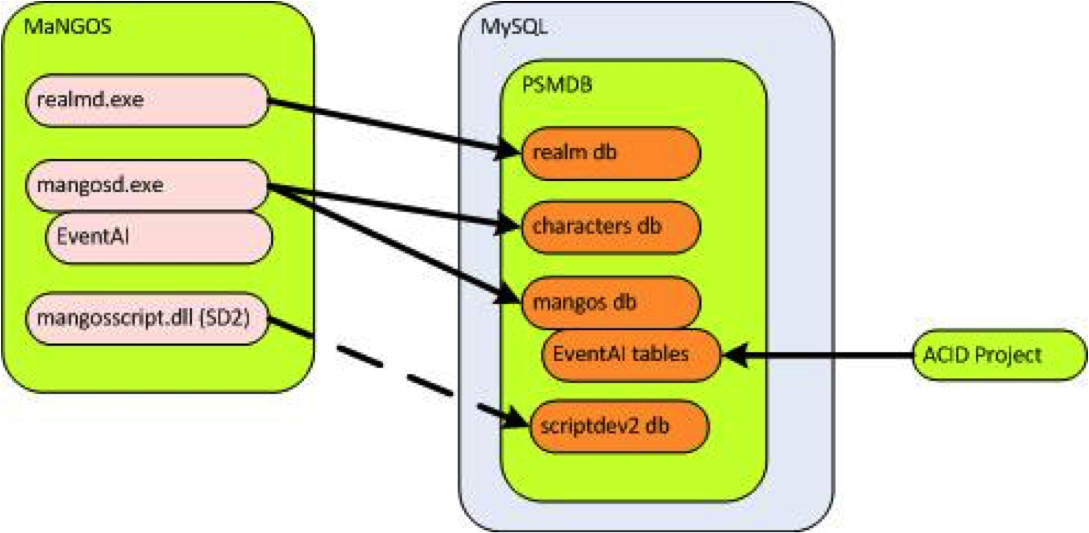 MaNGOS
realmd.exe
mangosd.exe
EventAI
mangosscript.dll (SD2)
MySQL
PSMDB
realm db
characters db
mangos db
EventAI tables
scriptdev2 db
ACID Project